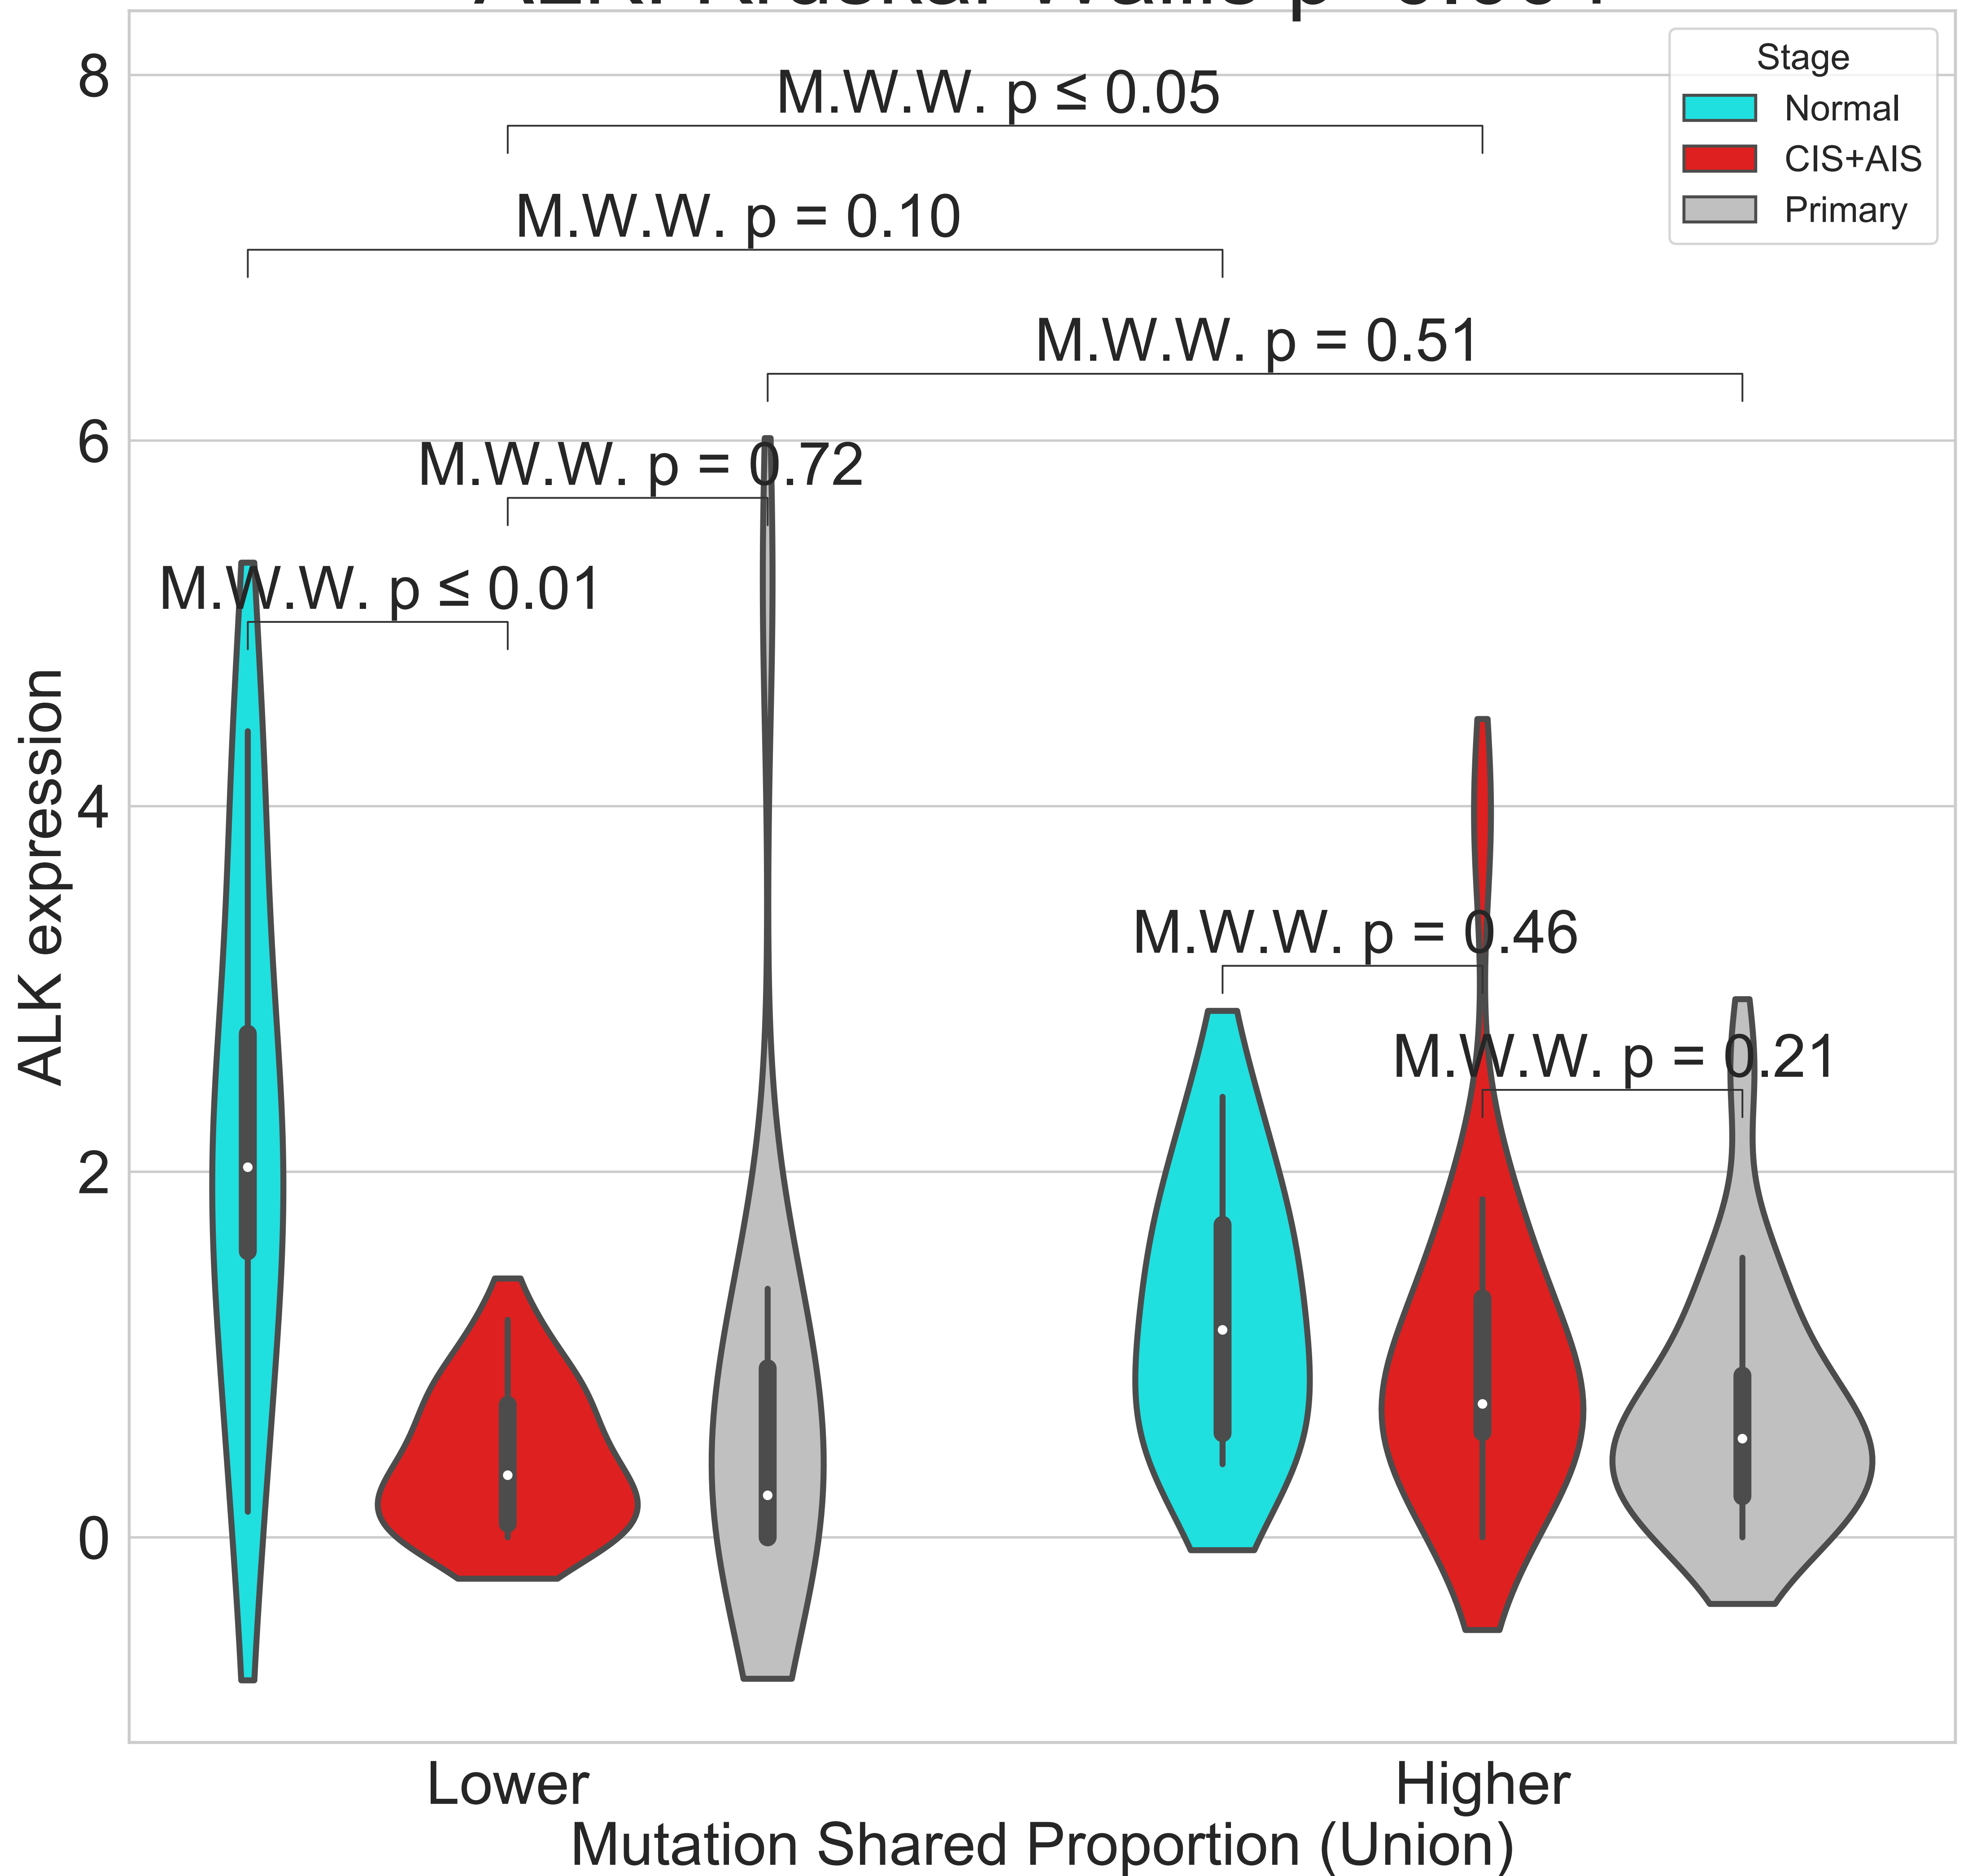 8
M.W.W. p ≤ 0.05
Stage
Normal
CIS+AIS
Primary
M.W.W. p = 0.10
M.W.W. p = 0.51
6
M.W.W. p = 0.72
M.W.W. p ≤ 0.01
ALK expression
4
M.W.W. p = 0.46
M.W.W. p = 0.21
2
0
Lower
Higher
Mutation Shared Proportion (Union)